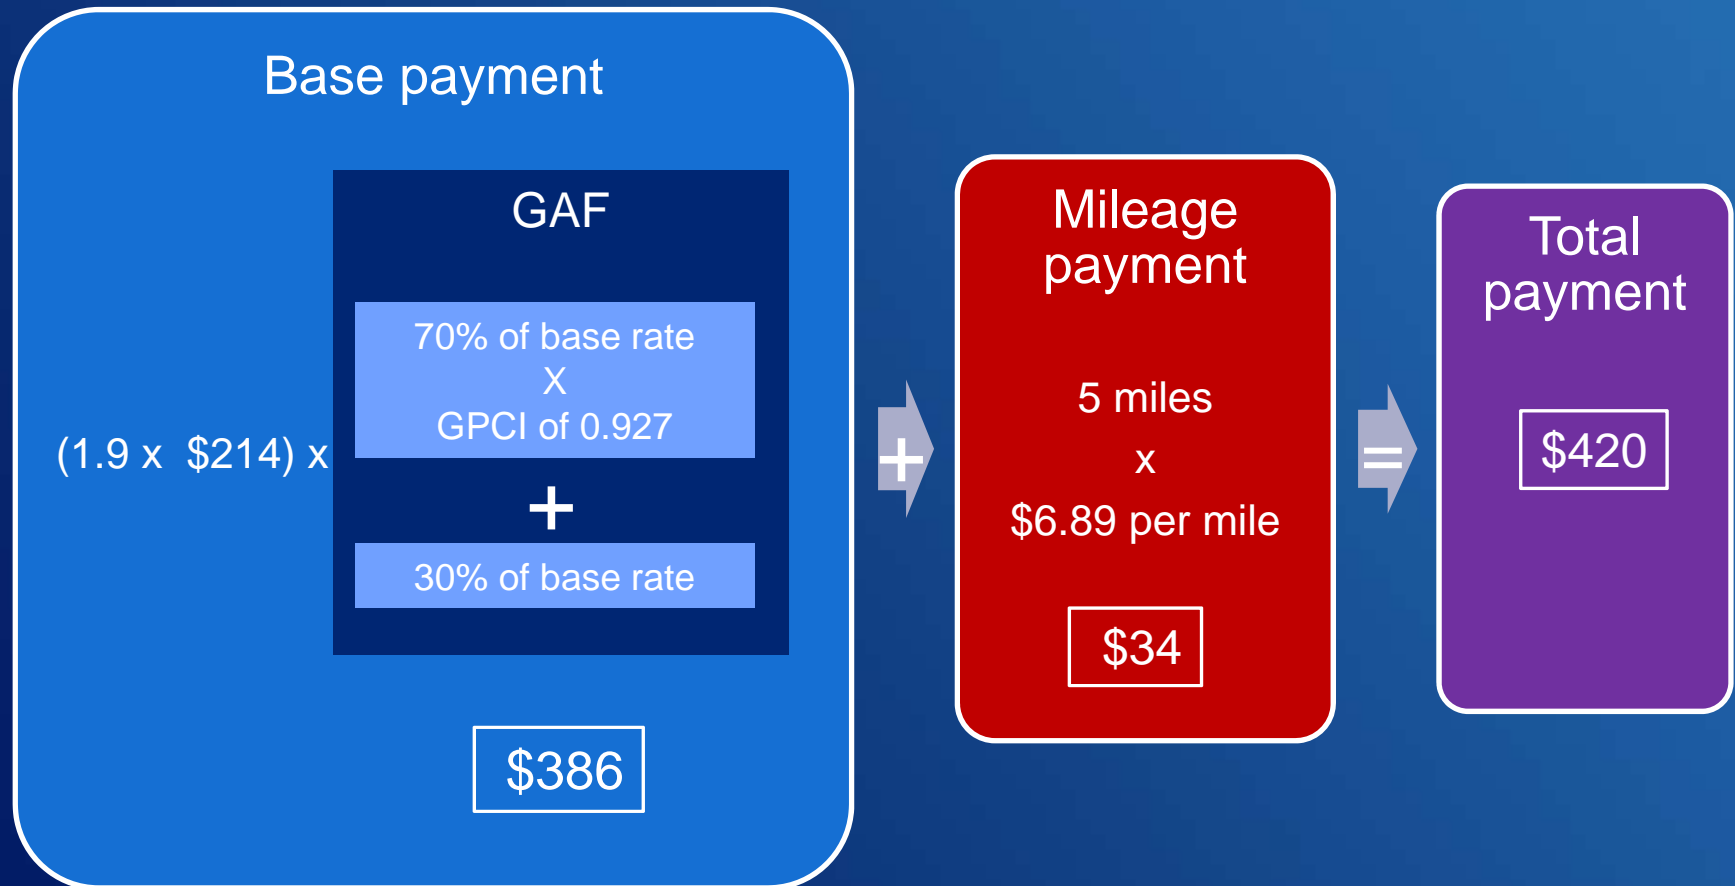 Base payment
GAF
70% of base rate
X
GPCI of 0.927
(1.9 x  $214) x
+
30% of base rate
$386
+
Mileage
payment
5 miles
x
$6.89 per mile
$34
=
Total
payment
$420